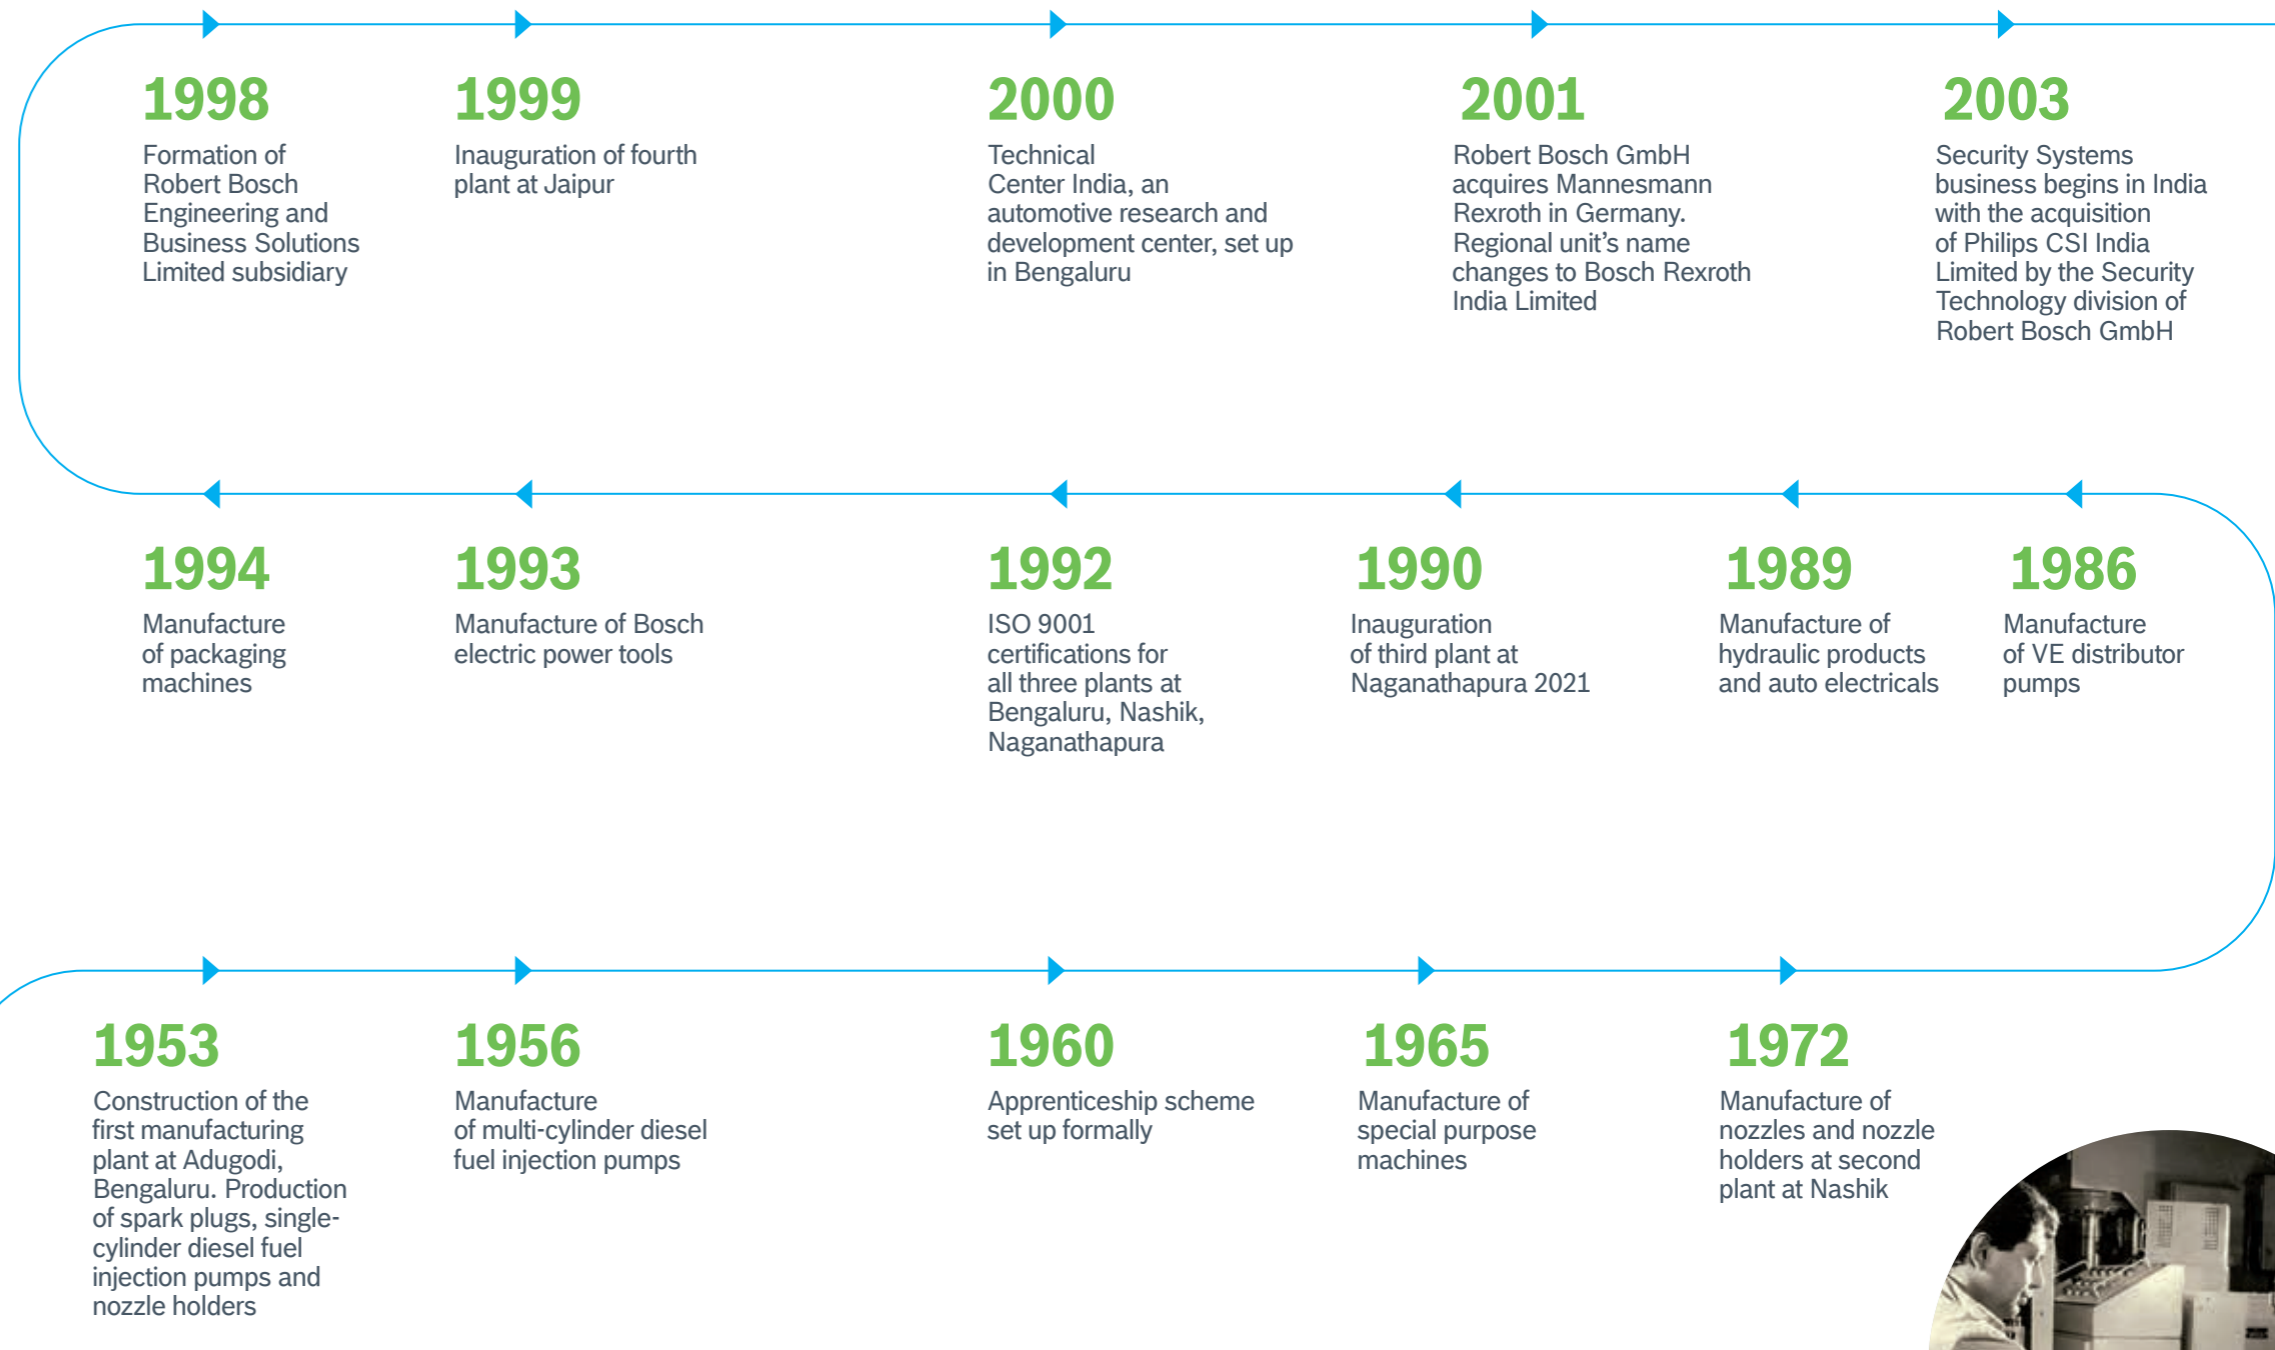 1998
Formation of
Robert Bosch
Engineering and
Business Solutions
Limited subsidiary
1999
Inauguration of fourth
plant at Jaipur
2000
Technical
Center India, an
automotive research and
development center, set up
in Bengaluru
2001
Robert Bosch GmbH
acquires Mannesmann
Rexroth in Germany.
Regional unit’s name
changes to Bosch Rexroth
India Limited
2003
Security Systems
business begins in India
with the acquisition
of Philips CSI India
Limited by the Security
Technology division of
Robert Bosch GmbH
1994
Manufacture
of packaging
machines
1993
Manufacture of Bosch
electric power tools
1992
ISO 9001
certifications for
all three plants at
Bengaluru, Nashik,
Naganathapura
1990
Inauguration
of third plant at
Naganathapura 2021
1989
Manufacture of
hydraulic products
and auto electricals
1986
Manufacture
of VE distributor
pumps
1953
Construction of the
first manufacturing
plant at Adugodi,
Bengaluru. Production
of spark plugs, single-
cylinder diesel fuel
injection pumps and
nozzle holders
1956
Manufacture
of multi-cylinder diesel
fuel injection pumps
1960
Apprenticeship scheme
set up formally
1965
Manufacture of
special purpose
machines
1972
Manufacture of
nozzles and nozzle
holders at second
plant at Nashik